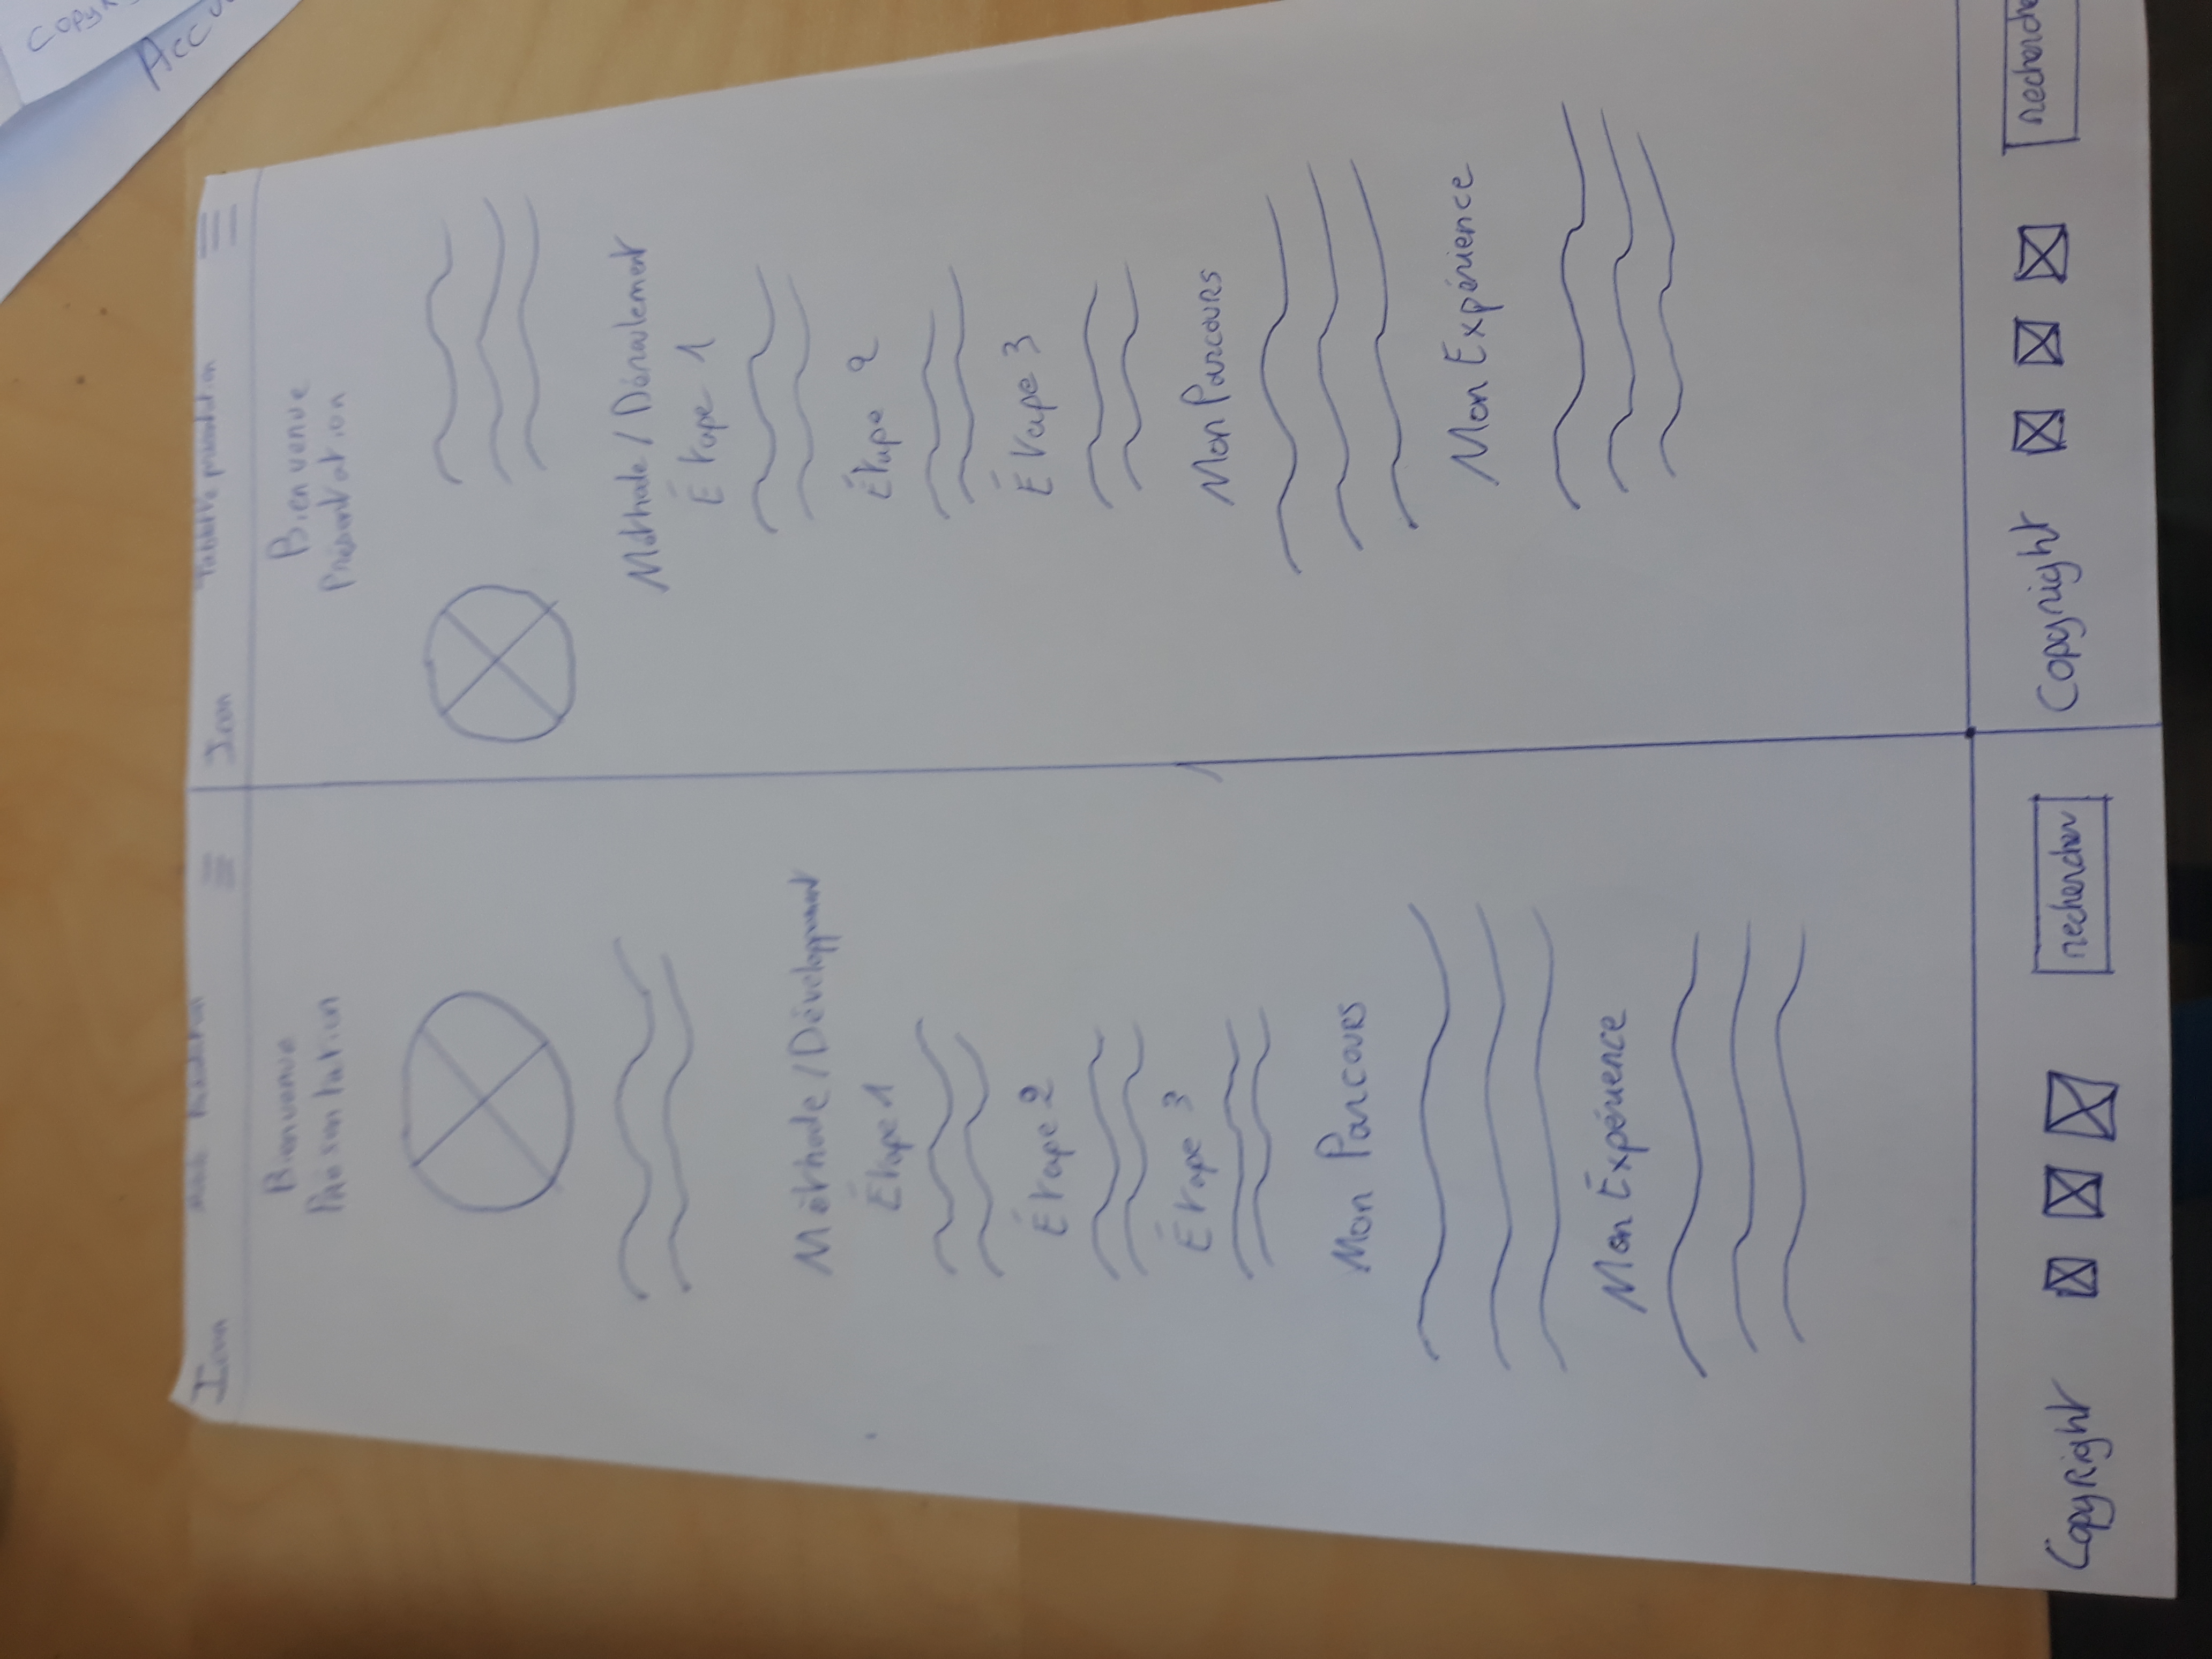 Icon
Mobile Présentation
Bienvenue
Présentation
Méthode / Développement
Étape 1
Étape 2
Étape 3
Mon Parcours
Mon Expérience
CopyRight
rechercher
Icon
Tablette présentation
Bienvenue
Présentation
Méthode / Déroulement
Étape 1
Étape 2
Étape 3
Mon Parcours
Mon Expérience
Copyright
recherche
Copyr
Accu